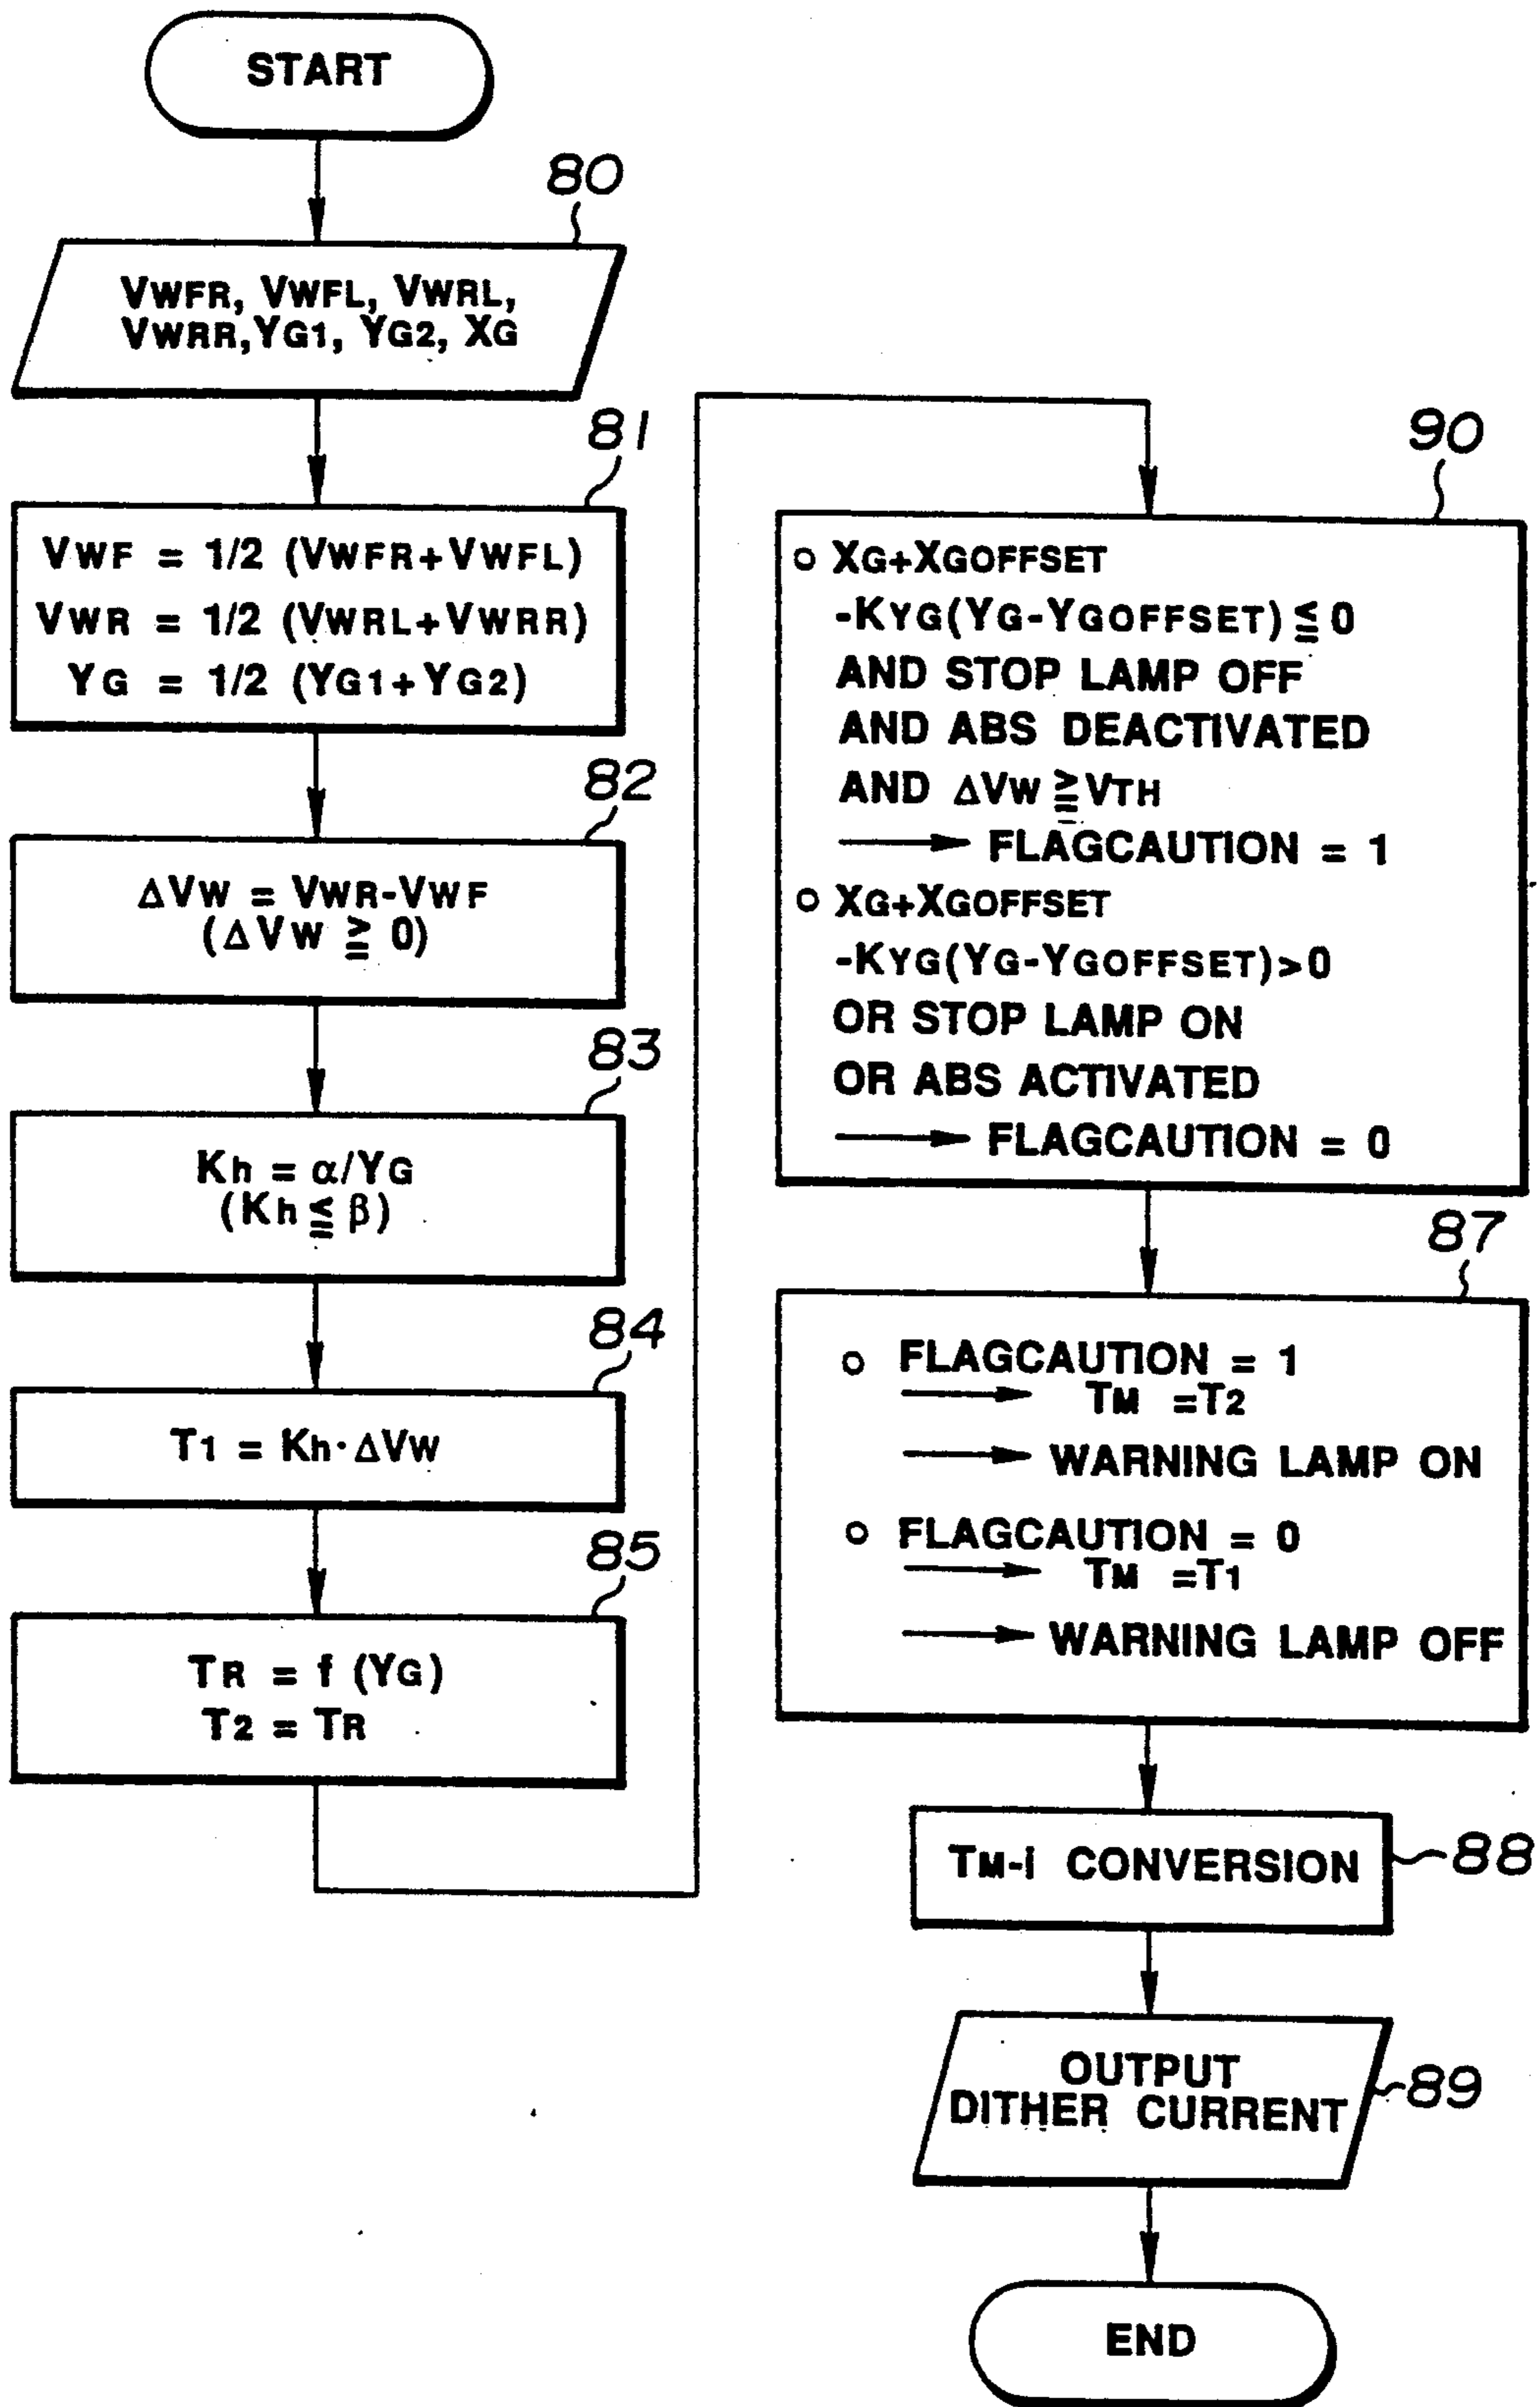 START
80
VWFR, VWFL, VWRL,
VWRR, YG1, YG2, XG
81
VWF = 1/2 (VWFR+VWFL)
VWR = 1/2 (VWRL+VWRR)
YG = 1/2 (YG1+YG2)
82
ΔVW = VWR-VWF
(ΔVW ≧ 0)
83
Kh = α/YG
(Kh ≦ β)
84
T1 = Kh·ΔVW
85
TR = f (YG)
T2 = TR
90
○ XG+XGOFFSET
-KYG(YG-YGOFFSET) ≦ 0
AND STOP LAMP OFF
AND ABS DEACTIVATED
AND ΔVW ≧ VTH
⟶ FLAGCAUTION = 1
○ XG+XGOFFSET
-KYG(YG-YGOFFSET)>0
OR STOP LAMP ON
OR ABS ACTIVATED
⟶ FLAGCAUTION = 0
87
○ FLAGCAUTION = 1
⟶ TM =T2
⟶ WARNING LAMP ON
○ FLAGCAUTION = 0
⟶ TM =T1
⟶ WARNING LAMP OFF
TM-i CONVERSION
88
OUTPUT
DITHER CURRENT
89
END